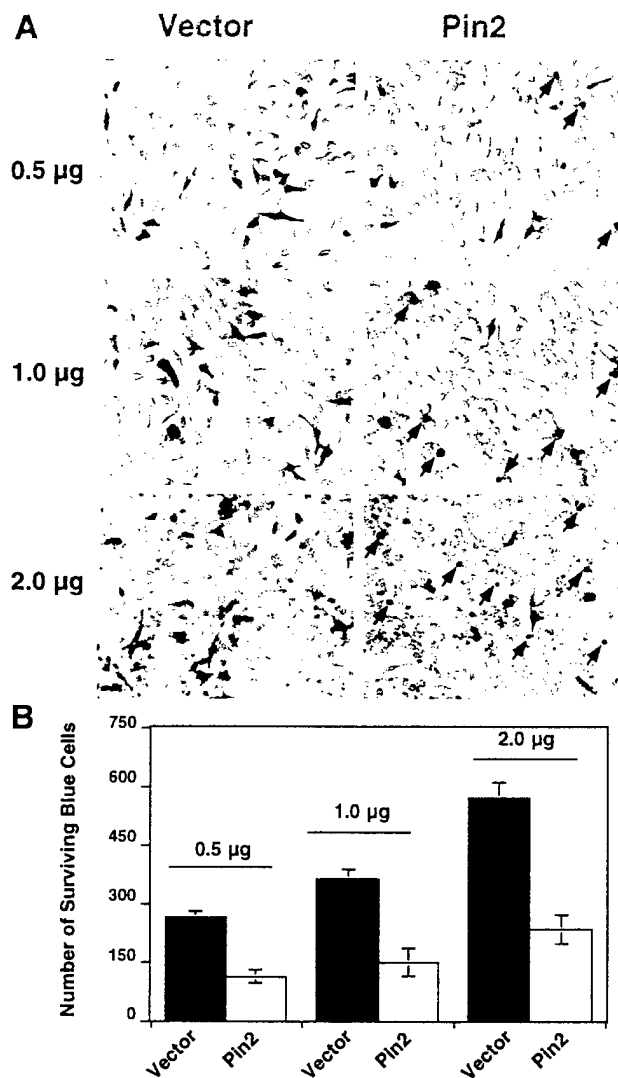 A
Vector Pin2
0.5 µg
1.0 µg
2.0 µg
B
Number of Surviving Blue Cells
750
600
450
300
150
0
0.5 µg
1.0 µg
2.0 µg
Vector Pin2 Vector Pin2 Vector Pin2